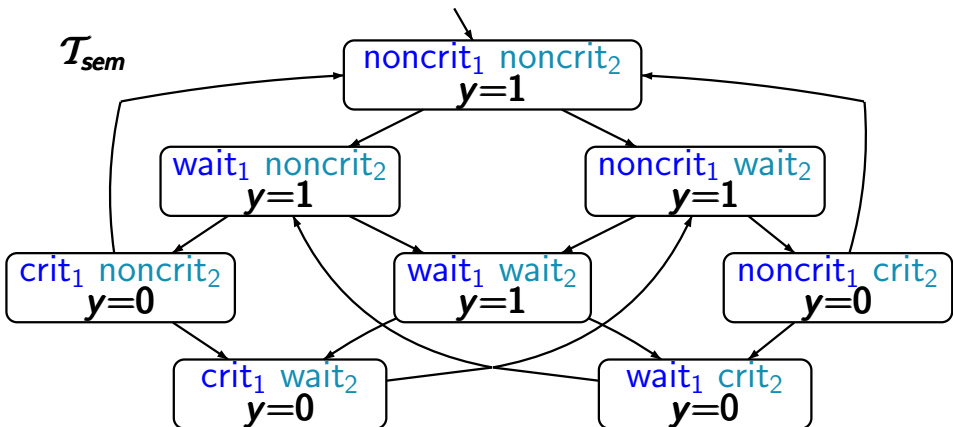 𝒯sem
noncrit₁ noncrit₂
y=1
wait₁ noncrit₂
y=1
noncrit₁ wait₂
y=1
crit₁ noncrit₂
y=0
wait₁ wait₂
y=1
noncrit₁ crit₂
y=0
crit₁ wait₂
y=0
wait₁ crit₂
y=0